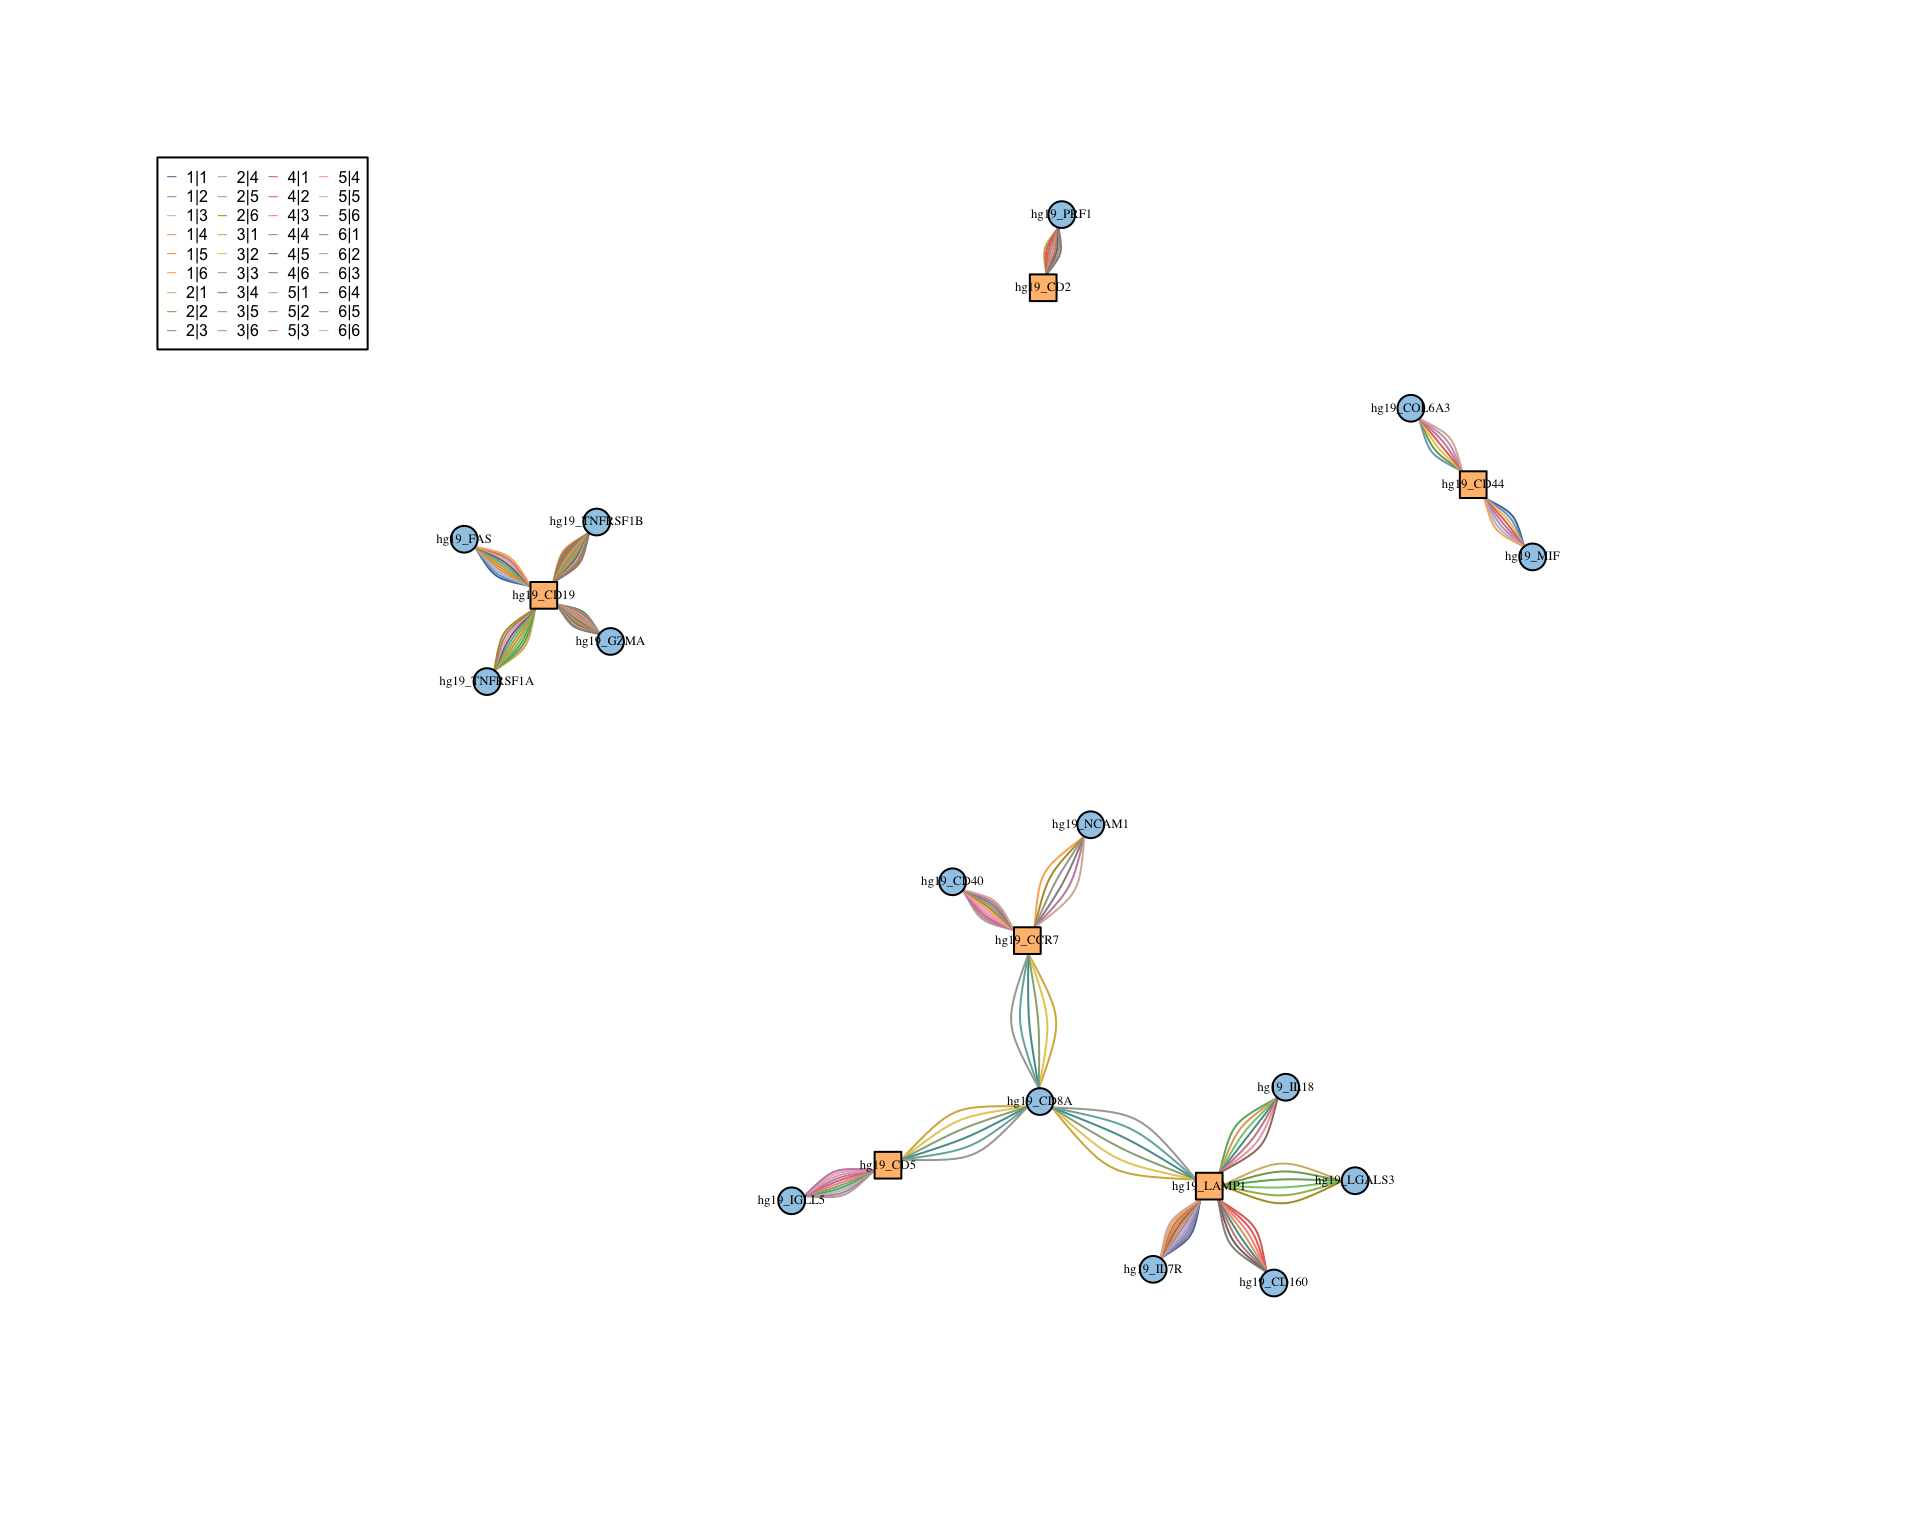 1|1 2|4 4|1 5|4
1|2 2|5 4|2 5|5
1|3 2|6 4|3 5|6
1|4 3|1 4|4 6|1
1|5 3|2 4|5 6|2
1|6 3|3 4|6 6|3
2|1 3|4 5|1 6|4
2|2 3|5 5|2 6|5
2|3 3|6 5|3 6|6
hg19_PRF1
hg19_CD2
hg19_COL6A3
hg19_CD44
hg19_MIF
hg19_TNFRSF1B
hg19_FAS
hg19_CD19
hg19_GZMA
hg19_TNFRSF1A
hg19_NCAM1
hg19_CD40
hg19_CCR7
hg19_IL18
hg19_CD8A
hg19_CD5
hg19_LGALS3
hg19_LAMP1
hg19_IGLL5
hg19_IL7R
hg19_CD160